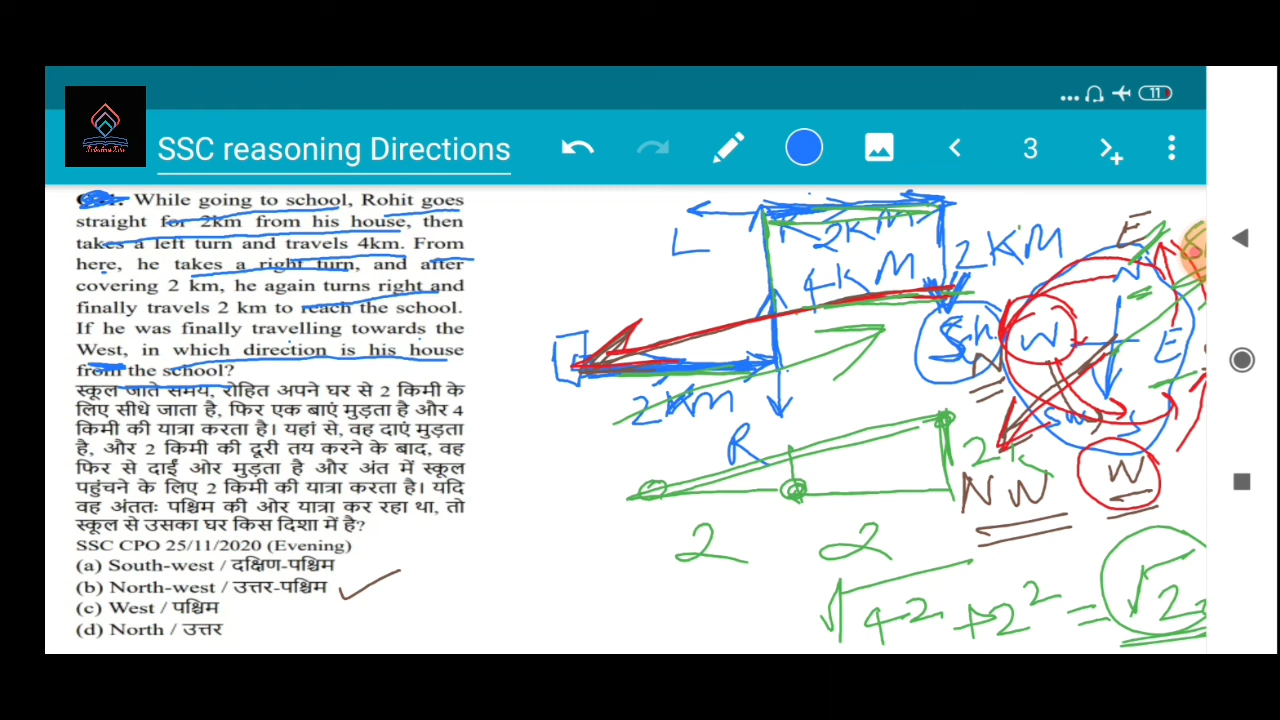 11
SSC reasoning Directions
3
While going to school, Rohit goes
straight for 2km from his house, then
takes a left turn and travels 4km. From
here, he takes a right turn, and after
covering 2 km, he again turns right and
finally travels 2 km to reach the school.
If he was finally travelling towards the
West, in which direction is his house
from the school?
स्कूल जाते समय, रोहित अपने घर से 2 किमी के
लिए सीधे जाता है, फिर एक बाएं मुड़ता है और 4
किमी की यात्रा करता है। यहां से, वह दाएं मुड़ता
है, और 2 किमी की दूरी तय करने के बाद, वह
फिर से दाईं ओर मुड़ता है और अंत में स्कूल
पहुंचने के लिए 2 किमी की यात्रा करता है। यदि
वह अंततः पश्चिम की ओर यात्रा कर रहा था, तो
स्कूल से उसका घर किस दिशा में है?
SSC CPO 25/11/2020 (Evening)
(a) South-west / दक्षिण-पश्चिम
(b) North-west / उत्तर-पश्चिम
(c) West / पश्चिम
(d) North / उत्तर
L
R 2KM
4KM
2KM
E
N
Sch.
W
E
N
SW
S
2KM
R
2K
W
NW
2 2
√4² + 2² =